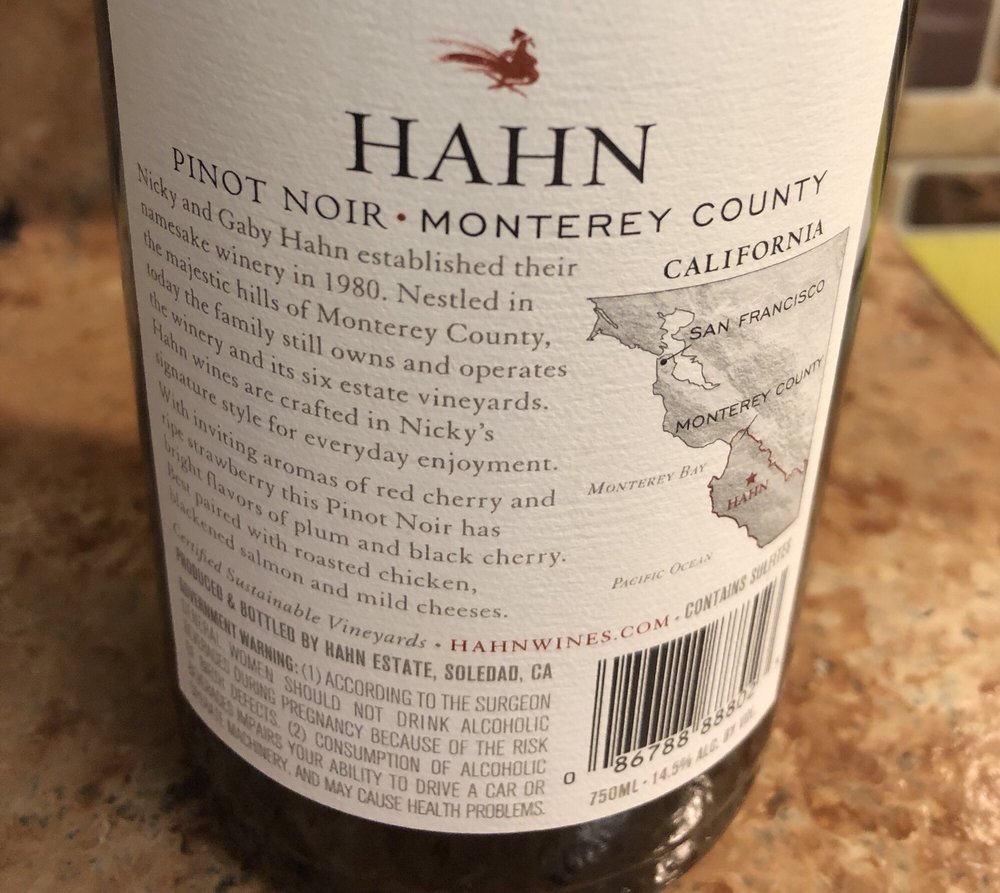 HAHN
PINOT NOIR • MONTEREY COUNTY
Nicky and Gaby Hahn established their
namesake winery in 1980. Nestled in
the majestic hills of Monterey County,
today the family still owns and operates
the winery and its six estate vineyards.
Hahn wines are crafted in Nicky's
signature style for everyday enjoyment.
With inviting aromas of red cherry and
ripe strawberry this Pinot Noir has
bright flavors of plum and black cherry.
Best paired with roasted chicken,
blackened salmon and mild cheeses.
CALIFORNIA
SAN FRANCISCO
MONTEREY COUNTY
MONTEREY BAY
HAHN
PACIFIC OCEAN
Certified Sustainable Vineyards • HAHNWINES.COM • CONTAINS SULFITES
PRODUCED & BOTTLED BY HAHN ESTATE, SOLEDAD, CA
GOVERNMENT WARNING: (1) ACCORDING TO THE SURGEON
GENERAL, WOMEN SHOULD NOT DRINK ALCOHOLIC
BEVERAGES DURING PREGNANCY BECAUSE OF THE RISK
OF BIRTH DEFECTS. (2) CONSUMPTION OF ALCOHOLIC
BEVERAGES IMPAIRS YOUR ABILITY TO DRIVE A CAR OR
OPERATE MACHINERY, AND MAY CAUSE HEALTH PROBLEMS.
0 86788 88802
750ML • 14.5% ALC. BY VOL.